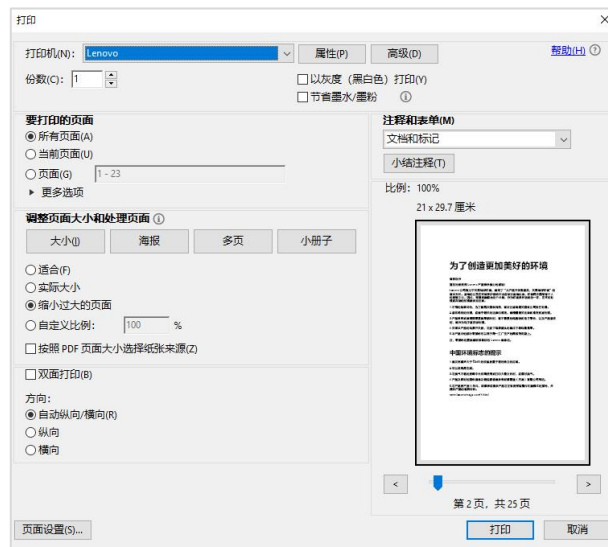 打印
打印机(N): Lenovo 属性(P) 高级(D) 帮助(H)
份数(C): 1 以灰度（黑白色）打印(Y)
节省墨水/墨粉
要打印的页面
所有页面(A)
当前页面(U)
页面(G) 1 - 23
更多选项
调整页面大小和处理页面
大小(I) 海报 多页 小册子
适合(F)
实际大小
缩小过大的页面
自定义比例: 100 %
按照 PDF 页面大小选择纸张来源(Z)
双面打印(B)
方向:
自动纵向/横向(R)
纵向
横向
注释和表单(M)
文档和标记
小结注释(T)
比例: 100%
21 x 29.7 厘米
为了创造更加美好的环境
中国环境标志的提示
< >
第 2 页，共 25 页
页面设置(S)... 打印 取消